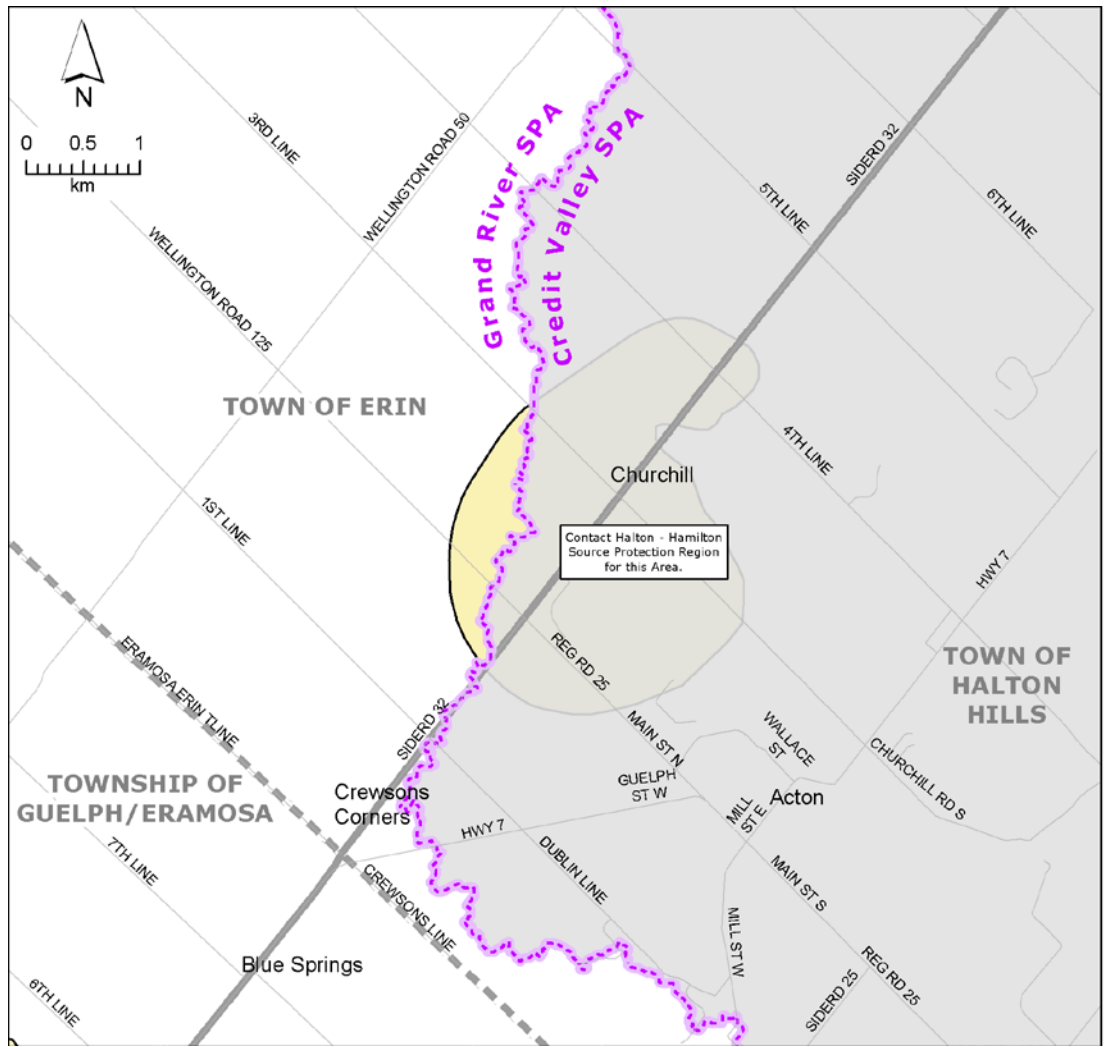 N
0 0.5 1
km
3RD LINE
WELLINGTON ROAD 50
Grand River SPA
Credit Valley SPA
SIDERD 32
5TH LINE
6TH LINE
WELLINGTON ROAD 125
TOWN OF ERIN
4TH LINE
Churchill
1ST LINE
Contact Halton - Hamilton
Source Protection Region
for this Area.
HWY 7
REG RD 25
TOWN OF
HALTON
HILLS
ERAMOSA ERIN TLINE
SIDERD 32
MAIN ST N
WALLACE
ST
CHURCHILL RD S
TOWNSHIP OF
GUELPH/ERAMOSA
Crewsons
Corners
GUELPH
ST W
MILL
ST E
Acton
HWY 7
7TH LINE
DUBLIN LINE
MAIN ST S
CREWSONS LINE
MILL ST W
Blue Springs
REG RD 25
SIDERD 25
6TH LINE